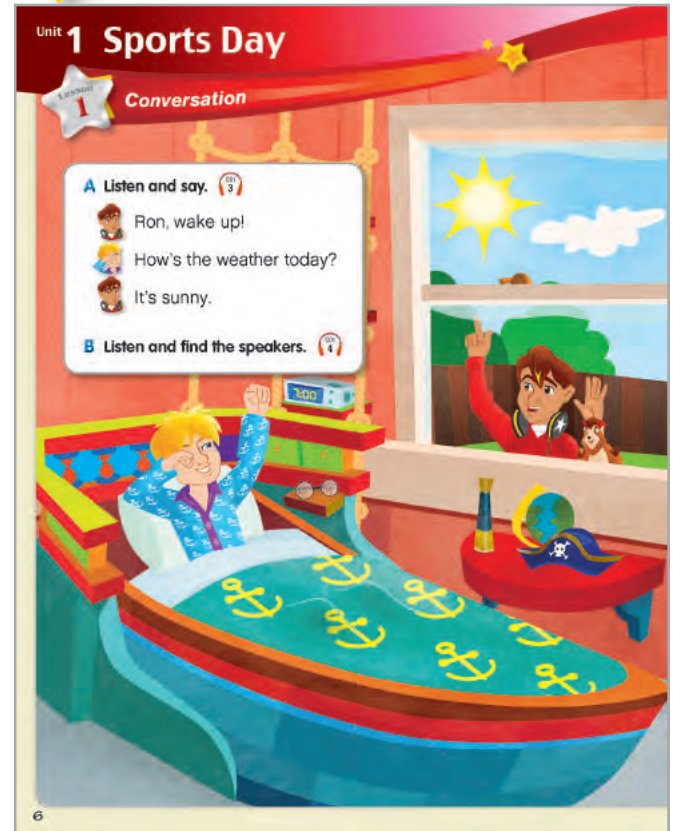 Unit 1 Sports Day
LESSON
1
Conversation
A Listen and say. CD1 3
Ron, wake up!
How's the weather today?
It's sunny.
B Listen and find the speakers. CD1 4
7:00
6